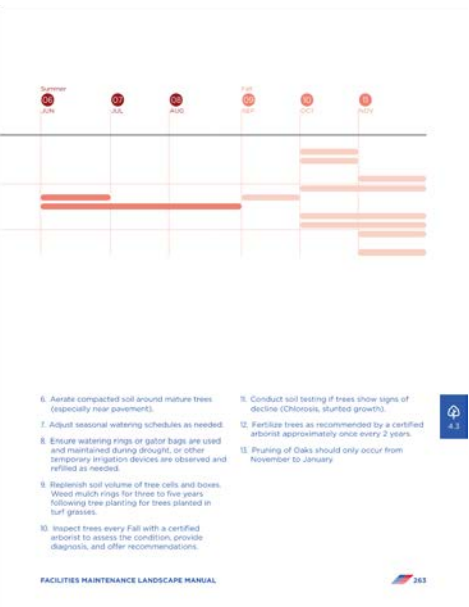 Summer
Fall
06
07
08
09
10
11
JUN
JUL
AUG
SEP
OCT
NOV
6. Aerate compacted soil around mature trees
(especially near pavement).
7. Adjust seasonal watering schedules as needed.
8. Ensure watering rings or gator bags are used
and maintained during drought, or other
temporary irrigation devices are observed and
refilled as needed.
9. Replenish soil volume of tree cells and boxes.
Weed mulch rings for three to five years
following tree planting for trees planted in
turf grasses.
10. Inspect trees every Fall with a certified
arborist to assess the condition, provide
diagnosis, and offer recommendations.
11. Conduct soil testing if trees show signs of
decline (Chlorosis, stunted growth).
12. Fertilize trees as recommended by a certified
arborist approximately once every 2 years.
13. Pruning of Oaks should only occur from
November to January
4.3
FACILITIES MAINTENANCE LANDSCAPE MANUAL
263